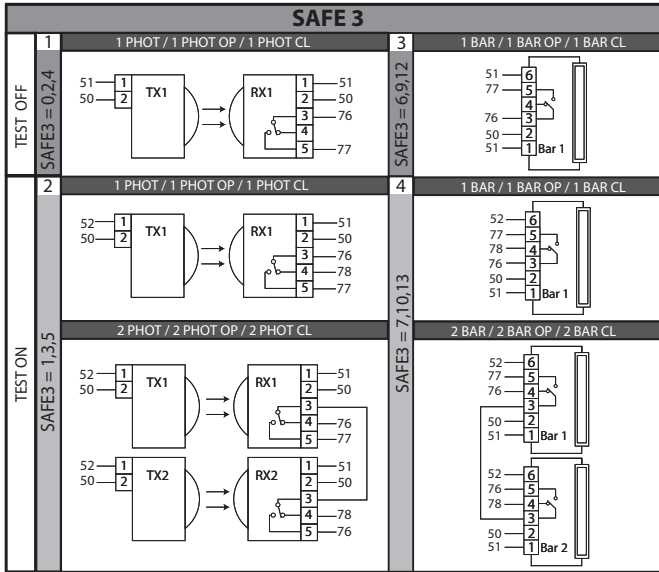 SAFE 3
TEST OFF
SAFE3 = 0,2,4
1
1 PHOT / 1 PHOT OP / 1 PHOT CL
51 1 TX1 RX1 1 51
50 2 2 50
3 76
4
5 77
SAFE3 = 6,9,12
3
1 BAR / 1 BAR OP / 1 BAR CL
51 6
77 5
4
76 3
50 2
51 1 Bar 1
TEST ON
SAFE3 = 1,3,5
2
1 PHOT / 1 PHOT OP / 1 PHOT CL
52 1 TX1 RX1 1 51
50 2 2 50
3 76
4 78
5 77
2 PHOT / 2 PHOT OP / 2 PHOT CL
52 1 TX1 RX1 1 51
50 2 2 50
3
4 76
5 77
52 1 TX2 RX2 1 51
50 2 2 50
3
4 78
5 76
SAFE3 = 7,10,13
4
1 BAR / 1 BAR OP / 1 BAR CL
52 6
77 5
78 4
76 3
50 2
51 1 Bar 1
2 BAR / 2 BAR OP / 2 BAR CL
52 6
77 5
76 4
3
50 2
51 1 Bar 1
52 6
76 5
78 4
3
50 2
51 1 Bar 2